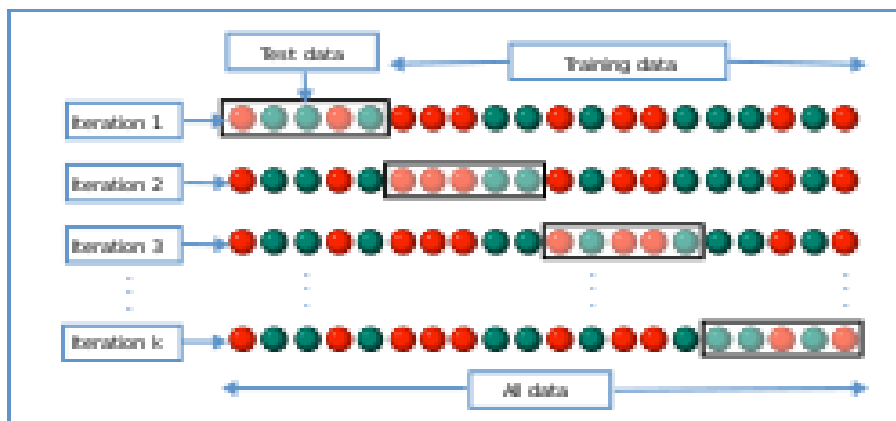 Test data
Training data
Iteration 1
Iteration 2
Iteration 3
Iteration k
All data